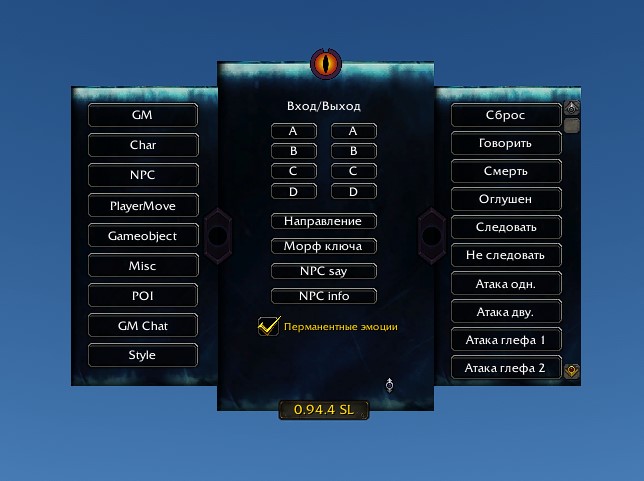 GM
Char
NPC
PlayerMove
Gameobject
Misc
POI
GM Chat
Style
Вход/Выход
A A
B B
C C
D D
Направление
Морф ключа
NPC say
NPC info
Перманентные эмоции
0.94.4 SL
Сброс
Говорить
Смерть
Оглушен
Следовать
Не следовать
Атака одн.
Атака дву.
Атака глефа 1
Атака глефа 2